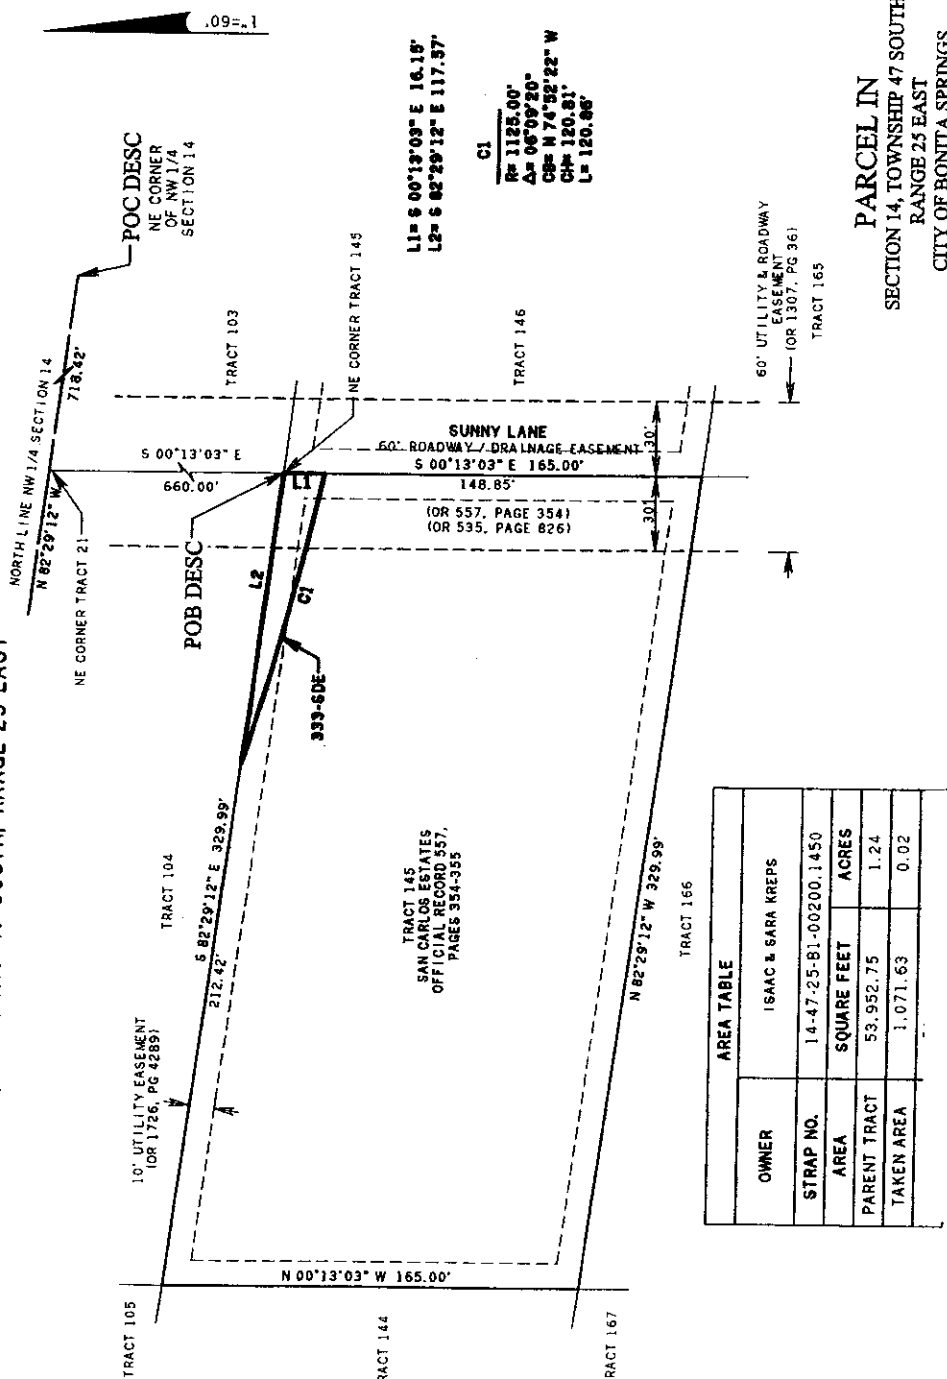 1"=60'
POC DESC
NE CORNER
OF NW 1/4
SECTION 14
NORTH LINE NW 1/4 SECTION 14
718.42'
N 82°29'12" W
NE CORNER TRACT 21
L1= S 00°13'03" E 16.15'
L2= S 82°29'12" E 117.57'
C1
R= 1125.00'
Δ= 06°09'20"
CB= N 74°52'22" W
CH= 120.81'
L= 120.86'
TRACT 103
NE CORNER TRACT 145
S 00°13'03" E
660.00'
POB DESC
L1
L2
C1
333-SDE
SUNNY LANE
60' ROADWAY / DRAINAGE EASEMENT
S 00°13'03" E 165.00'
148.85'
(OR 557, PAGE 354)
(OR 535, PAGE 826)
30'
30'
TRACT 146
60' UTILITY & ROADWAY
EASEMENT
(OR 1307, PG 36)
TRACT 165
PARCEL IN
SECTION 14, TOWNSHIP 47 SOUTH
RANGE 25 EAST
CITY OF BONITA SPRINGS
TRACT 104
S 82°29'12" E 329.99'
212.42'
10' UTILITY EASEMENT
(OR 1726, PG 4289)
TRACT 145
SAN CARLOS ESTATES
OFFICIAL RECORD 557,
PAGES 354-355
N 82°29'12" W 329.99'
TRACT 166
N 00°13'03" W 165.00'
TRACT 105
RACT 144
RACT 167
AREA TABLE
OWNER ISAAC & SARA KREPS
STRAP NO. 14-47-25-B1-00200.1450
AREA SQUARE FEET ACRES
PARENT TRACT 53,952.75 1.24
TAKEN AREA 1,071.63 0.02